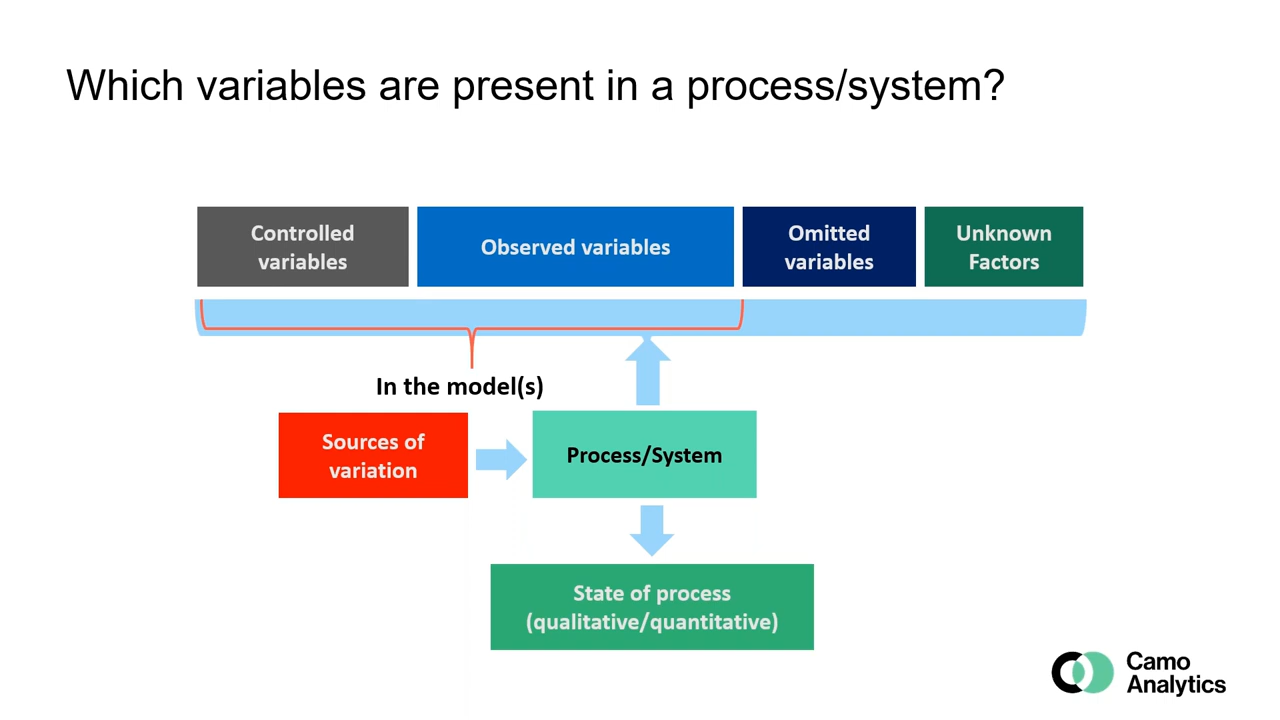 Which variables are present in a process/system?
Controlled
variables
Observed variables
Omitted
variables
Unknown
Factors
In the model(s)
Sources of
variation
Process/System
State of process
(qualitative/quantitative)
Camo
Analytics